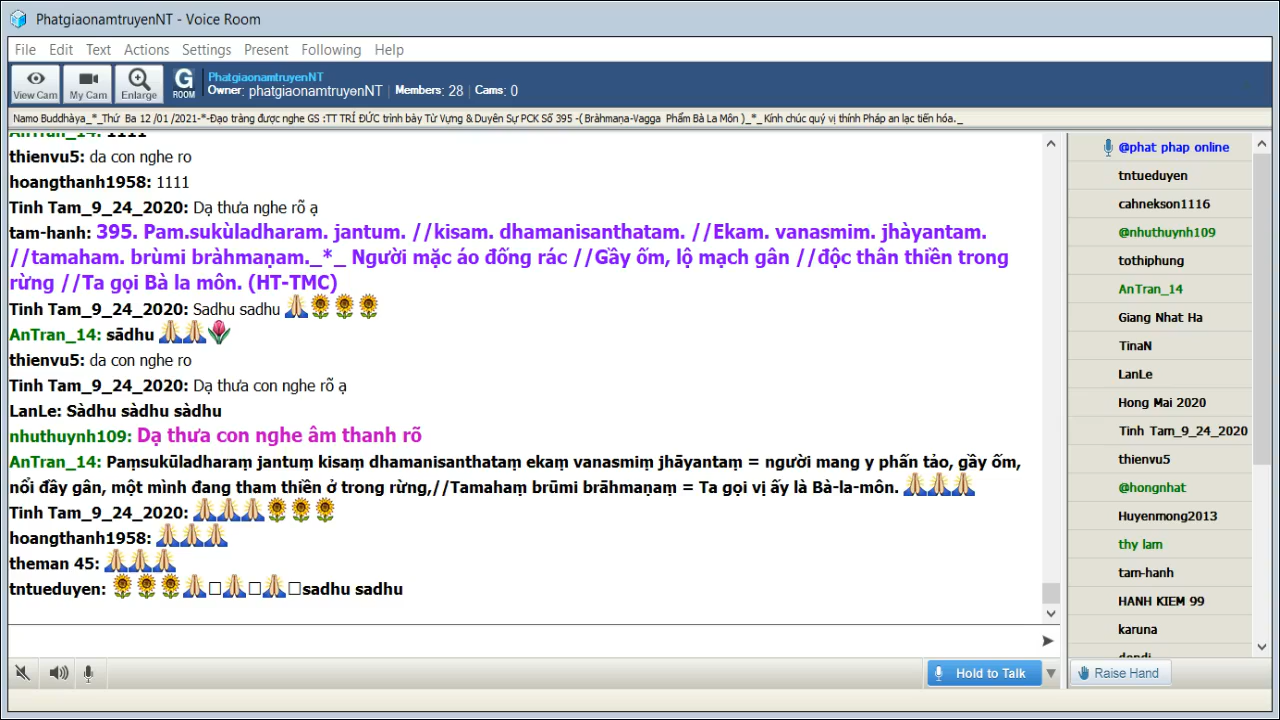 PhatgiaonamtruyenNT - Voice Room
File Edit Text Actions Settings Present Following Help
View Cam My Cam Enlarge G ROOM
PhatgiaonamtruyenNT
Owner: phatgiaonamtruyenNT Members: 28 Cams: 0
Namo Buddhàya_*_Thứ Ba 12 /01 /2021-*-Đạo tràng được nghe GS :TT TRÍ ĐỨC trình bày Từ Vựng & Duyên Sự PCK Số 395 -( Bràhmaṇa-Vagga Phẩm Bà La Môn )_*_ Kính chúc quý vị thính Pháp an lạc tiến hóa._
AnTran_14: 1111
thienvu5: da con nghe ro
hoangthanh1958: 1111
Tinh Tam_9_24_2020: Dạ thưa nghe rõ ạ
tam-hanh: 395. Pam.sukùladharam. jantum. //kisam. dhamanisanthatam. //Ekam. vanasmim. jhàyantam.
//tamaham. brùmi bràhmaṇam._*_ Người mặc áo đống rác //Gầy ốm, lộ mạch gân //độc thân thiền trong
rừng //Ta gọi Bà la môn. (HT-TMC)
Tinh Tam_9_24_2020: Sadhu sadhu 🙏🌻🌻🌻
AnTran_14: sādhu 🙏🙏🌷
thienvu5: da con nghe ro
Tinh Tam_9_24_2020: Dạ thưa con nghe rõ ạ
LanLe: Sàdhu sàdhu sàdhu
nhuthuynh109: Dạ thưa con nghe âm thanh rõ
AnTran_14: Paṃsukūladharaṃ jantuṃ kisaṃ dhamanisanthataṃ ekaṃ vanasmiṃ jhāyantaṃ = người mang y phấn tảo, gầy ốm,
nổi đầy gân, một mình đang tham thiền ở trong rừng,//Tamahaṃ brūmi brāhmaṇaṃ = Ta gọi vị ấy là Bà-la-môn. 🙏🙏🙏
Tinh Tam_9_24_2020: 🙏🙏🙏🌻🌻🌻
hoangthanh1958: 🙏🙏🙏
theman 45: 🙏🙏🙏
tntueduyen: 🌻🌻🌻🙏□🙏□🙏□sadhu sadhu
Hold to Talk
@phat phap online
tntueduyen
cahnekson1116
@nhuthuynh109
tothiphung
AnTran_14
Giang Nhat Ha
TinaN
LanLe
Hong Mai 2020
Tinh Tam_9_24_2020
thienvu5
@hongnhat
Huyenmong2013
thy lam
tam-hanh
HANH KIEM 99
karuna
Raise Hand